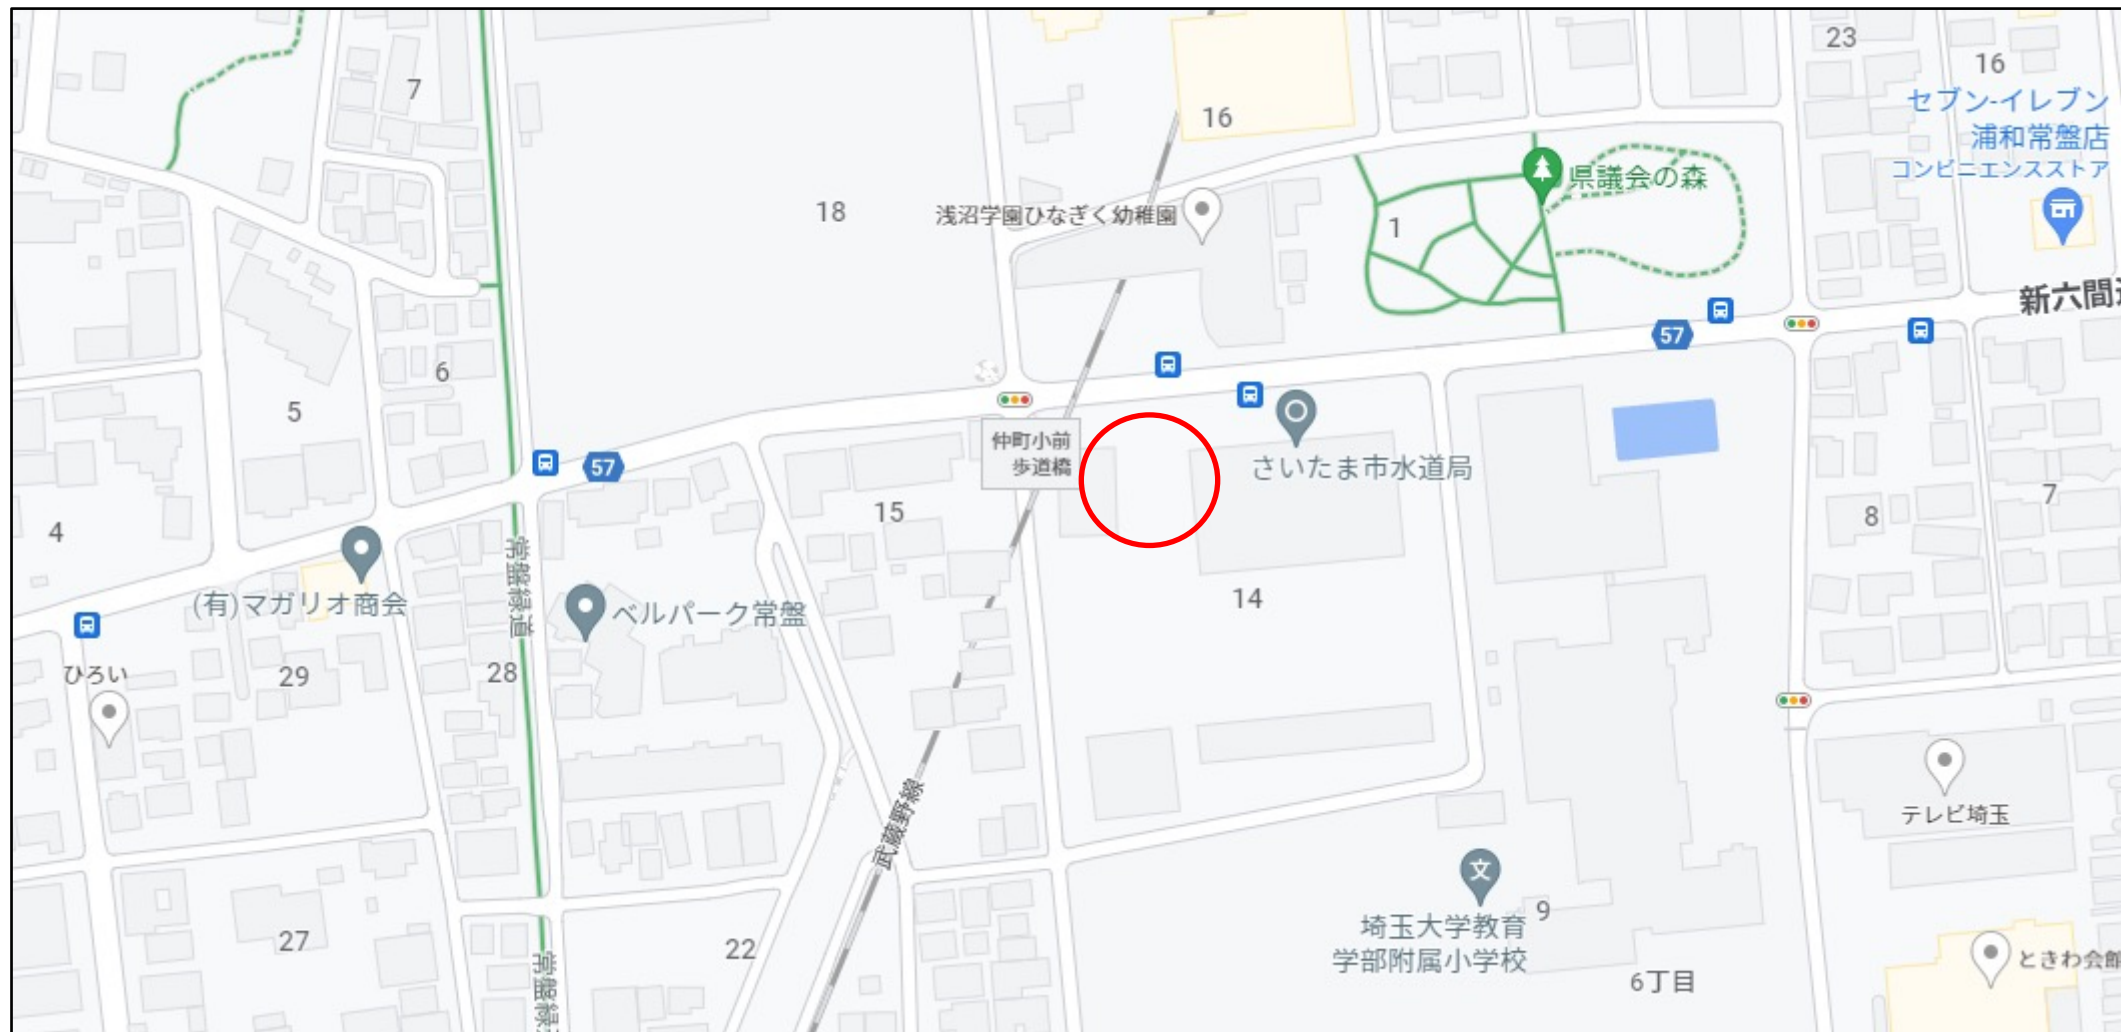 23
7
16
セブン-イレブン
浦和常盤店
コンビニエンスストア
16
県議会の森
18
浅沼学園ひなぎく幼稚園
1
新六間
57
6
5
仲町小前
歩道橋
57
さいたま市水道局
7
15
8
4
常盤緑道
(有)マガリオ商会
ベルパーク常盤
14
ひろい
29
28
武蔵野線
テレビ埼玉
文
埼玉大学教育
学部附属小学校
9
27
22
常盤緑
ときわ会館
6丁目